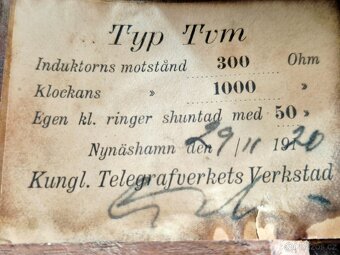 Typ Tvm
Induktorns motstånd 300 Ohm
Klockans » 1000 »
Egen kl. ringer shuntad med 50 »
Nynäshamn den 29/11 1920
Kungl. Telegrafverkets Verkstad